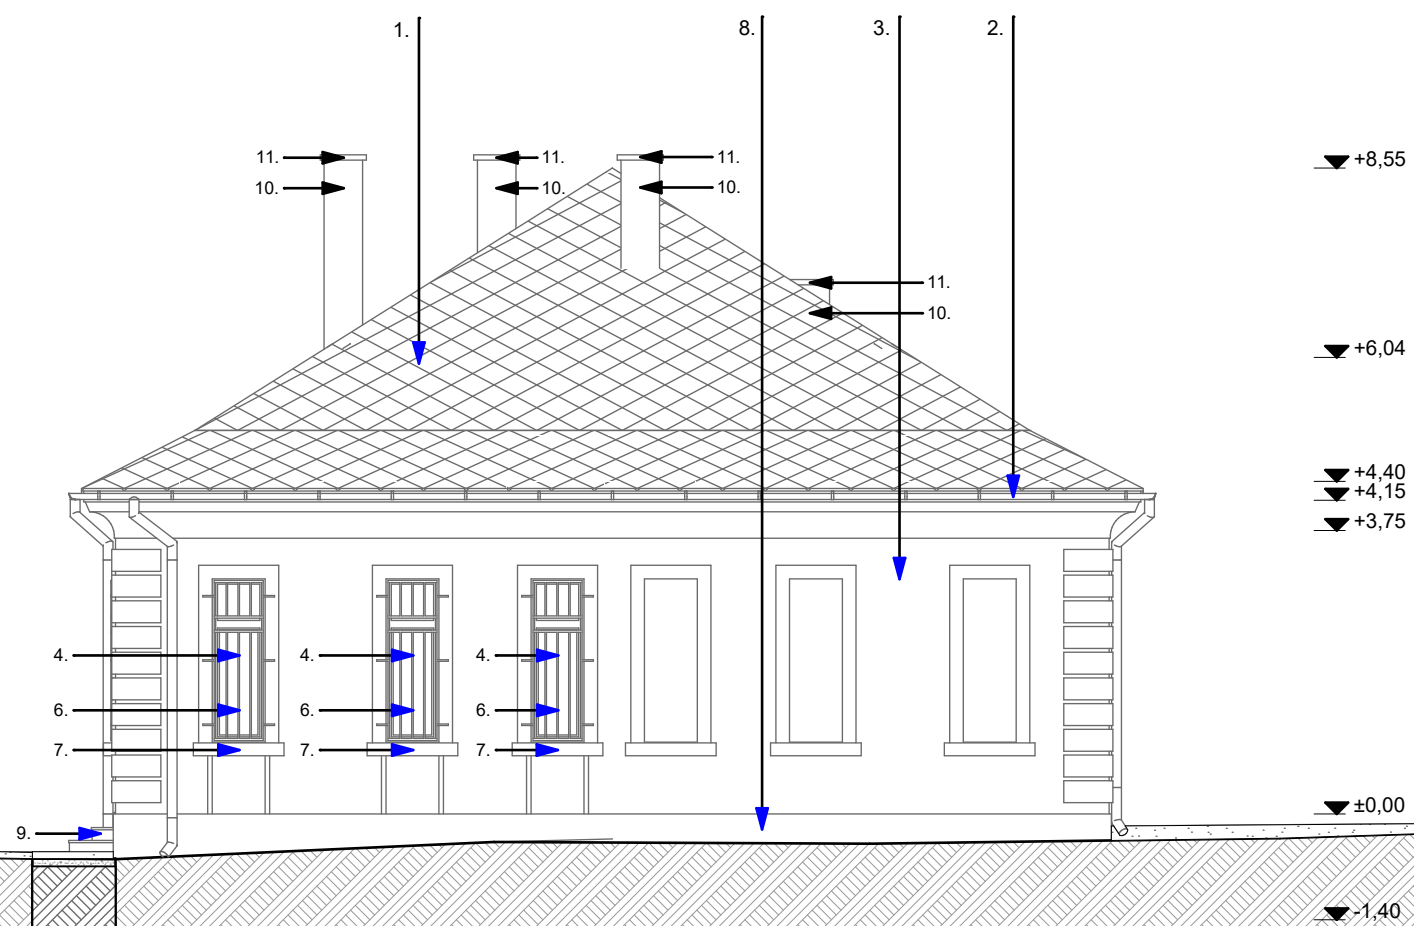 1. 8. 3. 2.
11. 11. 11. +8,55
10. 10. 10.
11.
10.
+6,04
+4,40
+4,15
+3,75
4. 4. 4.
6. 6. 6.
7. 7. 7.
±0,00
9.
-1,40